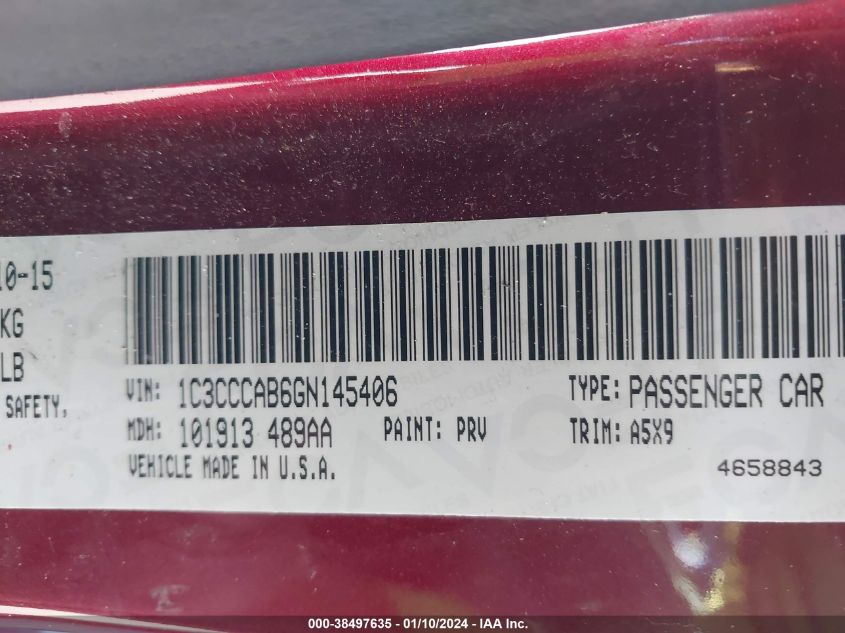 10-15
KG
LB
SAFETY,
VIN: 1C3CCCAB6GN145406
TYPE: PASSENGER CAR
MDH: 101913 489AA
PAINT: PRV
TRIM: A5X9
VEHICLE MADE IN U.S.A.
4658843
000-38497635 - 01/10/2024 - IAA Inc.